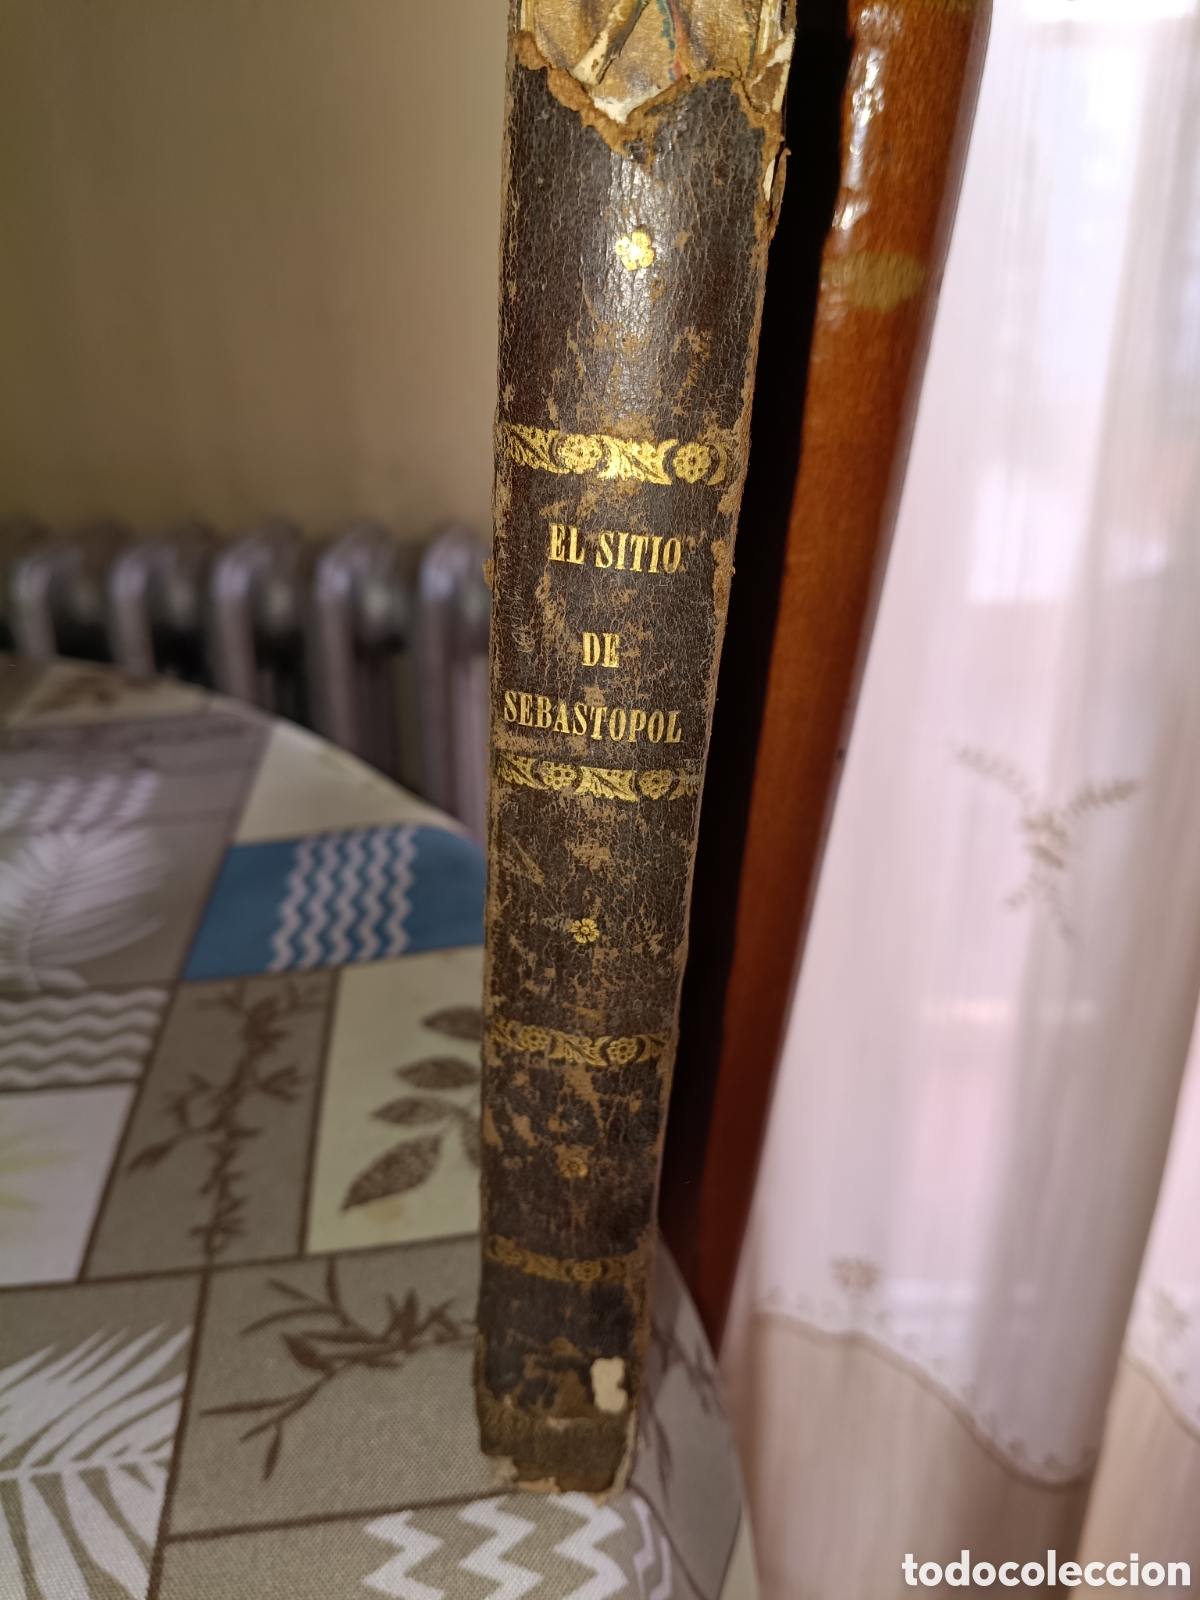 EL SITIO
DE
SEBASTOPOL
todocoleccion